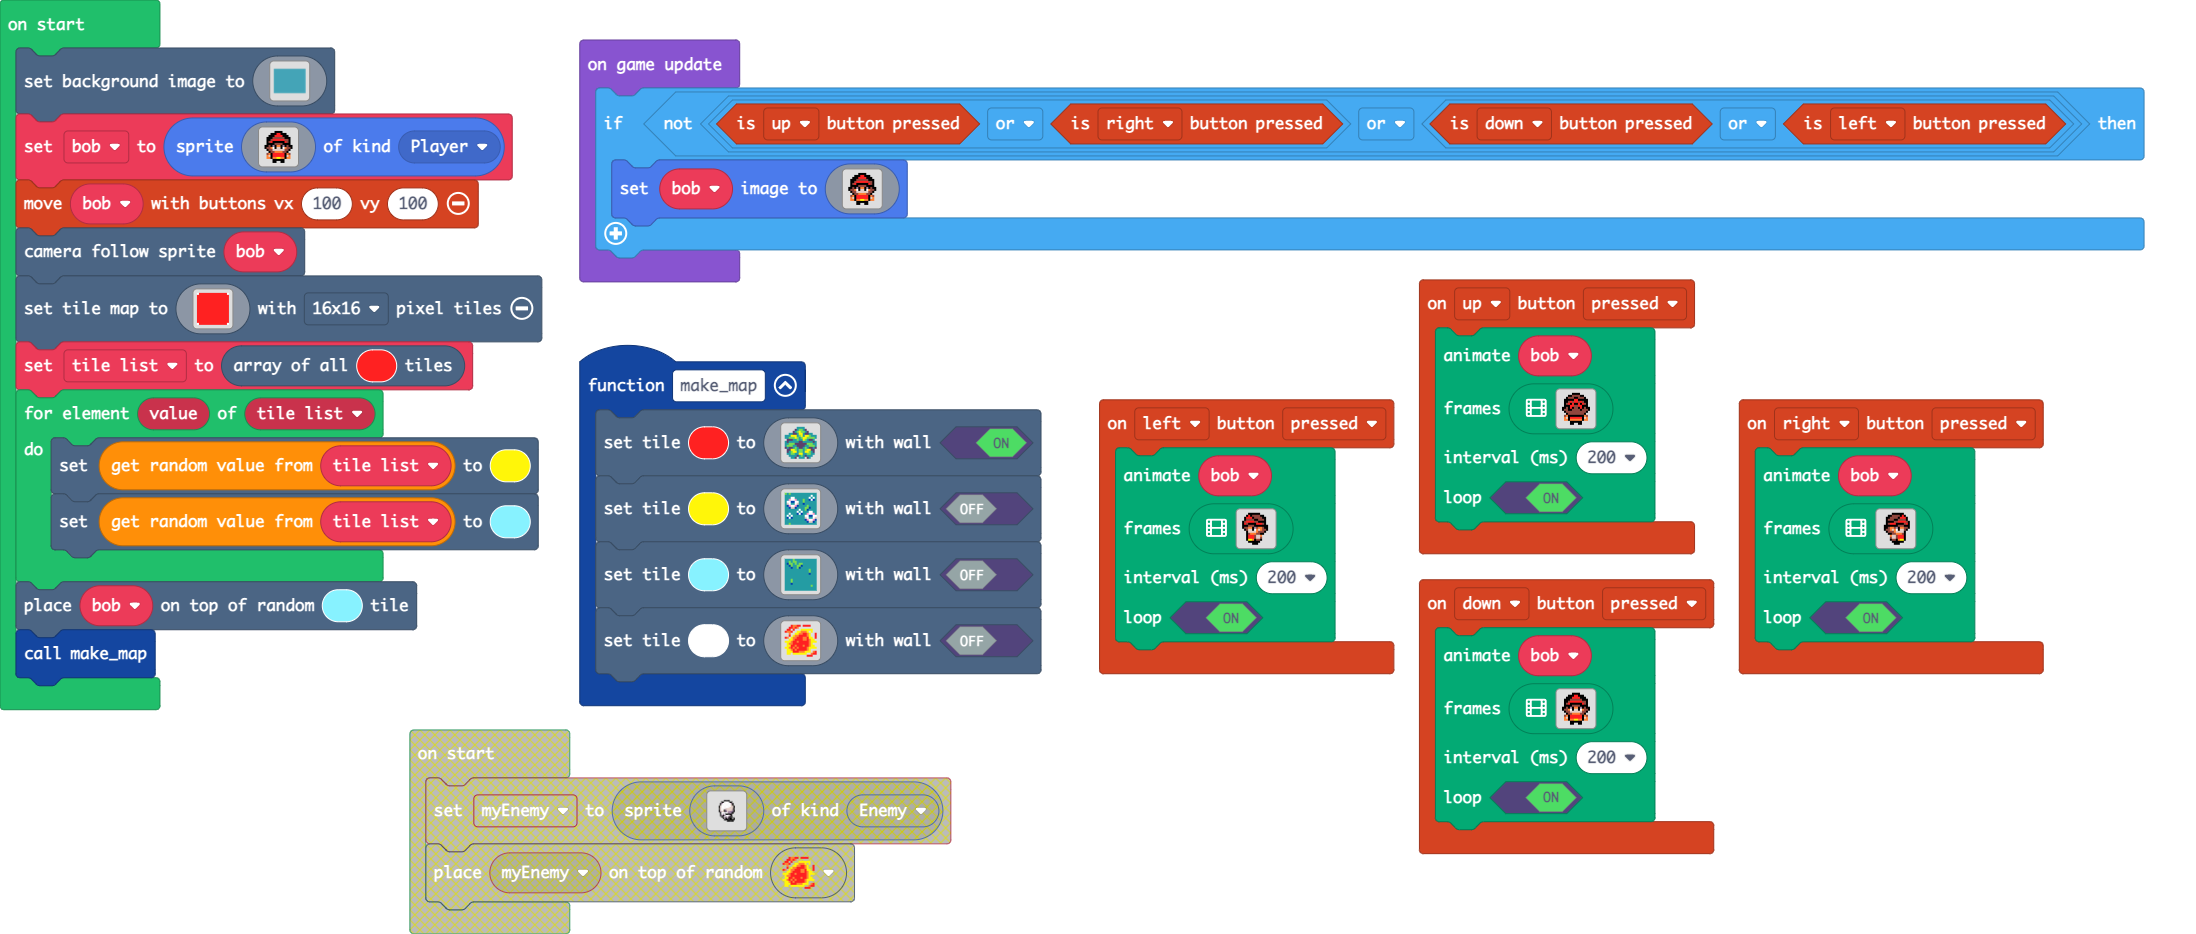 on start
set background image to
set bob to sprite of kind Player
move bob with buttons vx 100 vy 100
camera follow sprite bob
set tile map to with 16x16 pixel tiles
set tile list to array of all tiles
for element value of tile list
do
set get random value from tile list to
set get random value from tile list to
place bob on top of random tile
call make_map
on game update
if not is up button pressed or is right button pressed or is down button pressed or is left button pressed then
set bob image to
function make_map
set tile to with wall ON
set tile to with wall OFF
set tile to with wall OFF
set tile to with wall OFF
on left button pressed
animate bob
frames
interval (ms) 200
loop ON
on up button pressed
animate bob
frames
interval (ms) 200
loop ON
on down button pressed
animate bob
frames
interval (ms) 200
loop ON
on right button pressed
animate bob
frames
interval (ms) 200
loop ON
on start
set myEnemy to sprite of kind Enemy
place myEnemy on top of random